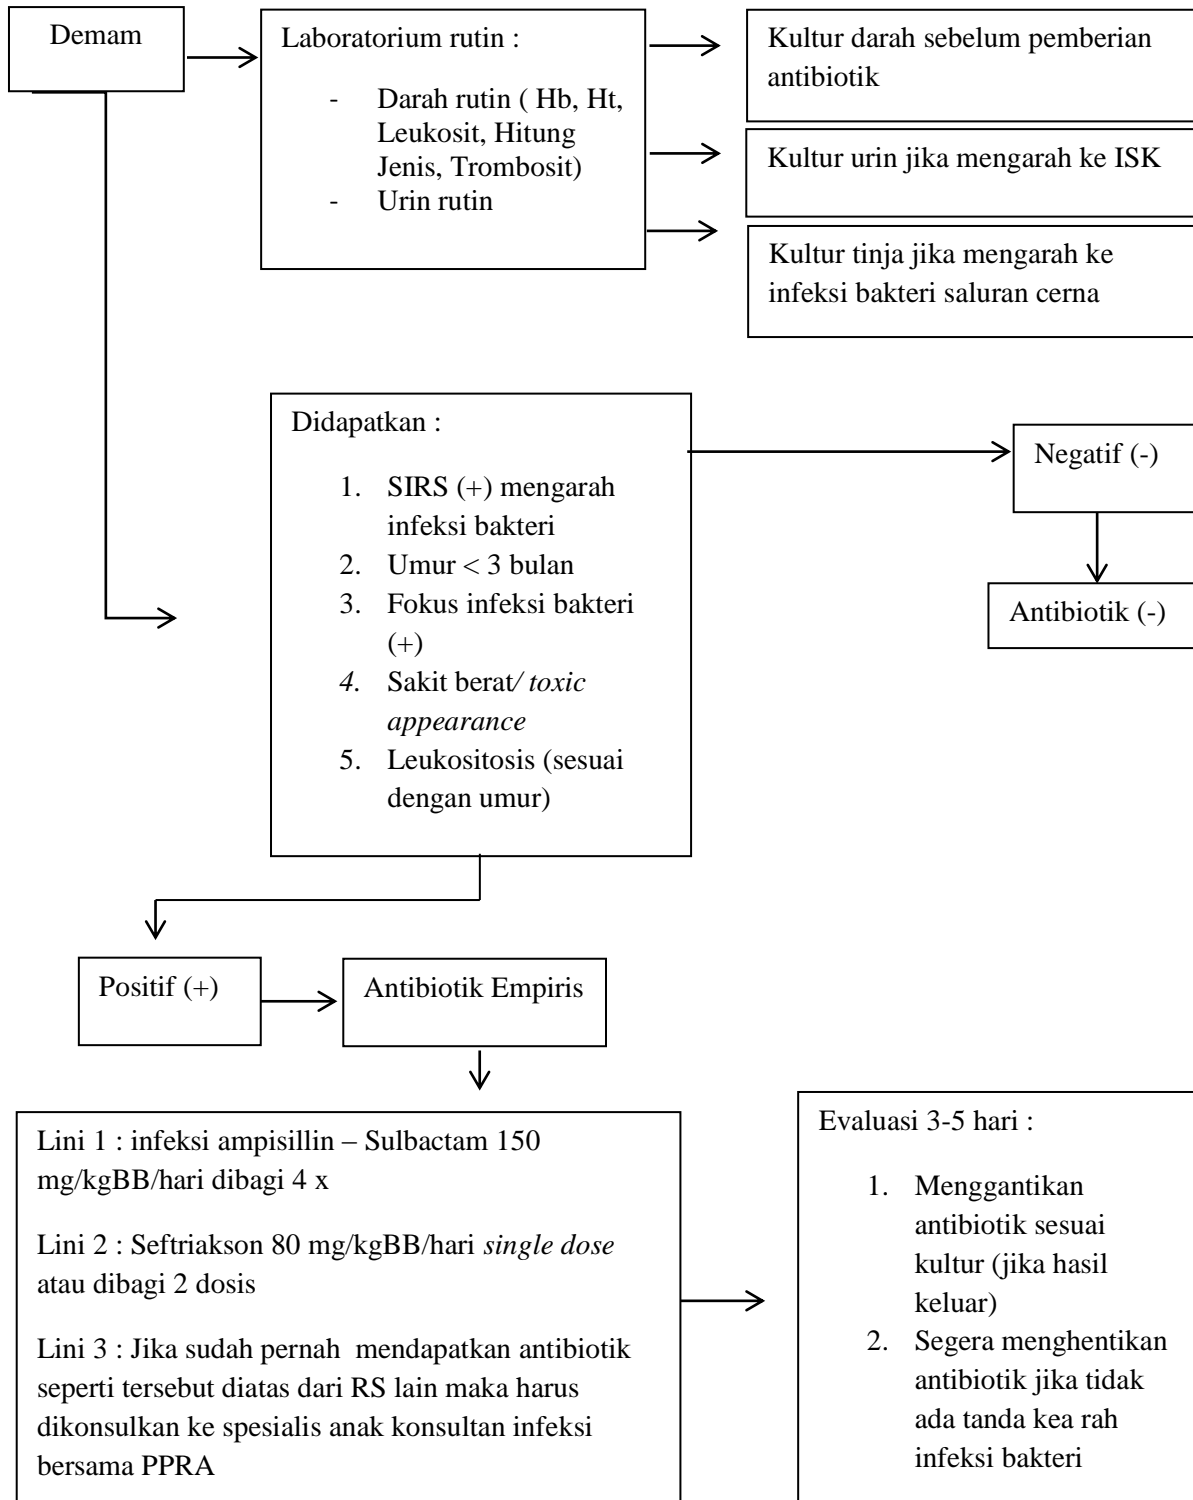 Demam
Laboratorium rutin :
- Darah rutin ( Hb, Ht,
Leukosit, Hitung
Jenis, Trombosit)
- Urin rutin
Kultur darah sebelum pemberian
antibiotik
Kultur urin jika mengarah ke ISK
Kultur tinja jika mengarah ke
infeksi bakteri saluran cerna
Didapatkan :
1. SIRS (+) mengarah
infeksi bakteri
2. Umur < 3 bulan
3. Fokus infeksi bakteri
(+)
4. Sakit berat/ toxic
appearance
5. Leukositosis (sesuai
dengan umur)
Negatif (-)
Antibiotik (-)
Positif (+)
Antibiotik Empiris
Lini 1 : infeksi ampisillin – Sulbactam 150
mg/kgBB/hari dibagi 4 x
Lini 2 : Seftriakson 80 mg/kgBB/hari single dose
atau dibagi 2 dosis
Lini 3 : Jika sudah pernah mendapatkan antibiotik
seperti tersebut diatas dari RS lain maka harus
dikonsulkan ke spesialis anak konsultan infeksi
bersama PPRA
Evaluasi 3-5 hari :
1. Menggantikan
antibiotik sesuai
kultur (jika hasil
keluar)
2. Segera menghentikan
antibiotik jika tidak
ada tanda kea rah
infeksi bakteri